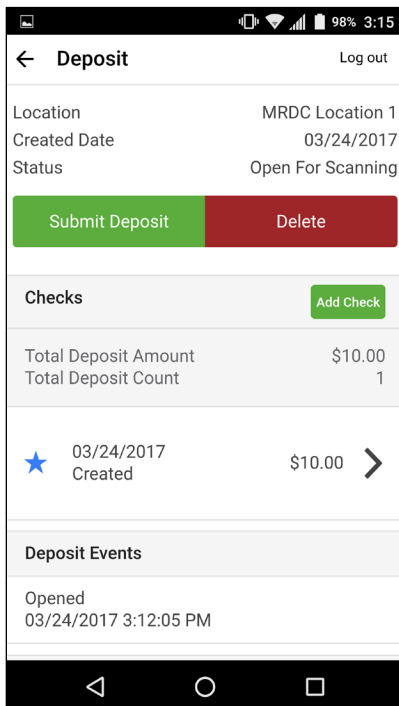 98% 3:15
Deposit Log out
Location MRDC Location 1
Created Date 03/24/2017
Status Open For Scanning
Submit Deposit Delete
Checks Add Check
Total Deposit Amount $10.00
Total Deposit Count 1
03/24/2017
Created $10.00
Deposit Events
Opened
03/24/2017 3:12:05 PM